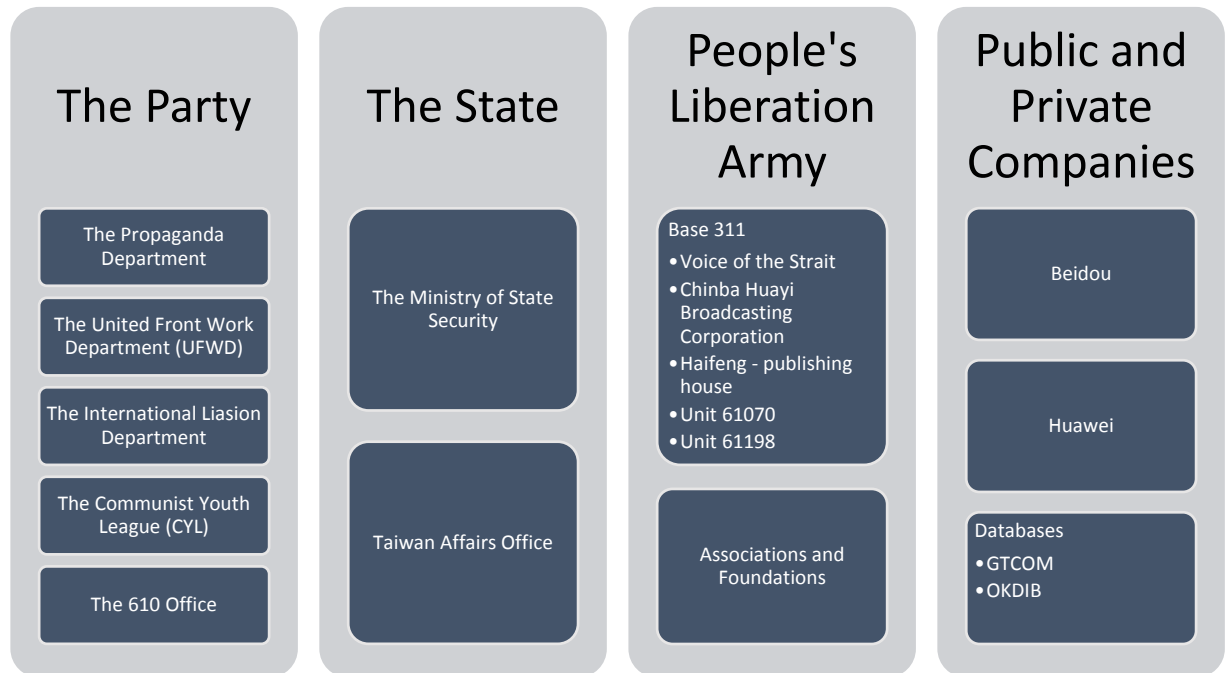 The Party
The Propaganda
Department
The United Front Work
Department (UFWD)
The International Liasion
Department
The Communist Youth
League (CYL)
The 610 Office
The State
The Ministry of State
Security
Taiwan Affairs Office
People's
Liberation
Army
Base 311
•Voice of the Strait
•Chinba Huayi
Broadcasting
Corporation
•Haifeng - publishing
house
•Unit 61070
•Unit 61198
Associations and
Foundations
Public and
Private
Companies
Beidou
Huawei
Databases
•GTCOM
•OKDIB